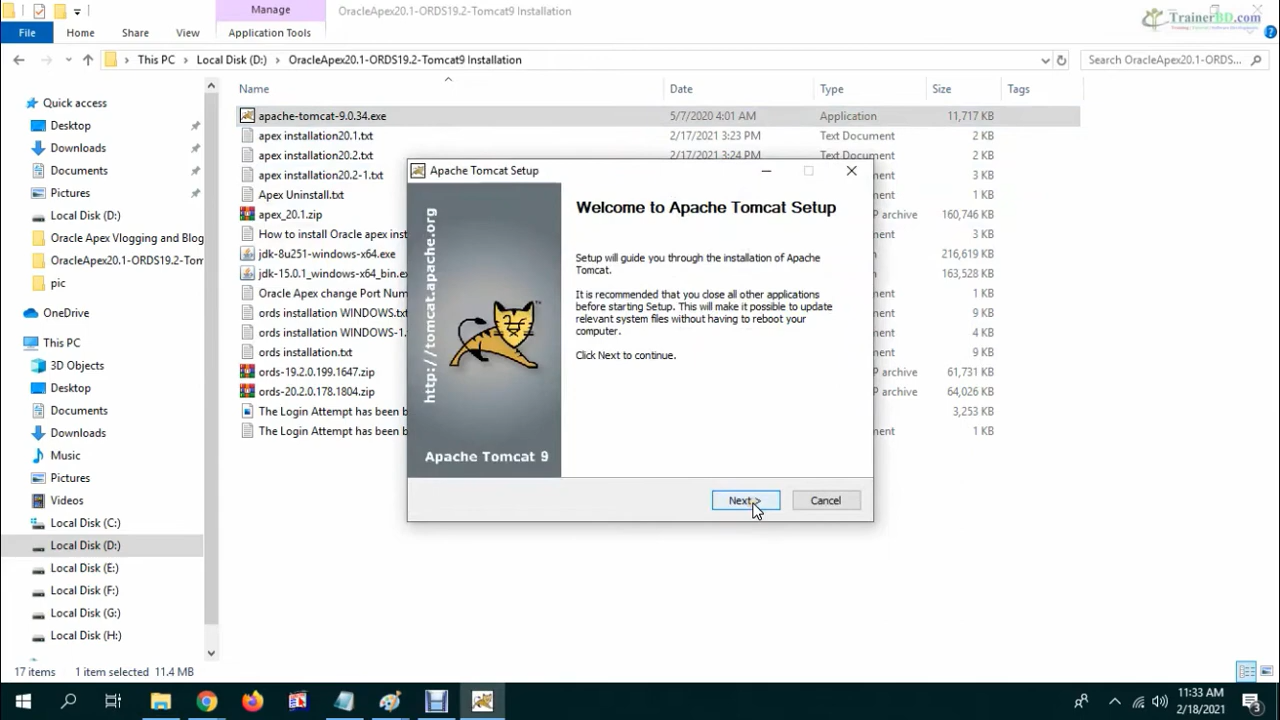 Manage
OracleApex20.1-ORDS19.2-Tomcat9 Installation
TrainerBD.com
File
Home
Share
View
Application Tools
This PC
Local Disk (D:)
OracleApex20.1-ORDS19.2-Tomcat9 Installation
Search OracleApex20.1-ORDS...
Name
Date
Type
Size
Tags
Quick access
Desktop
Downloads
Documents
Pictures
Local Disk (D:)
Oracle Apex Vlogging and Blog
OracleApex20.1-ORDS19.2-Tom
pic
OneDrive
This PC
3D Objects
Desktop
Documents
Downloads
Music
Pictures
Videos
Local Disk (C:)
Local Disk (D:)
Local Disk (E:)
Local Disk (F:)
Local Disk (G:)
Local Disk (H:)
apache-tomcat-9.0.34.exe 5/7/2020 4:01 AM Application 11,717 KB
apex installation20.1.txt 2/17/2021 3:23 PM Text Document 2 KB
apex installation20.2.txt 2/17/2021 3:24 PM Text Document 2 KB
apex installation20.2-1.txt 3 KB
Apex Uninstall.txt 1 KB
apex_20.1.zip P archive 160,746 KB
How to install Oracle apex inst 3 KB
jdk-8u251-windows-x64.exe 216,619 KB
jdk-15.0.1_windows-x64_bin.ex 163,528 KB
Oracle Apex change Port Num 1 KB
ords installation WINDOWS.txt 9 KB
ords installation WINDOWS-1. 4 KB
ords installation.txt 9 KB
ords-19.2.0.199.1647.zip P archive 61,731 KB
ords-20.2.0.178.1804.zip P archive 64,026 KB
The Login Attempt has been b 3,253 KB
The Login Attempt has been b 1 KB
Apache Tomcat Setup
http://tomcat.apache.org
TM
Apache Tomcat 9
Welcome to Apache Tomcat Setup
Setup will guide you through the installation of Apache
Tomcat.
It is recommended that you close all other applications
before starting Setup. This will make it possible to update
relevant system files without having to reboot your
computer.
Click Next to continue.
Next >
Cancel
17 items
1 item selected 11.4 MB
11:33 AM
2/18/2021
3